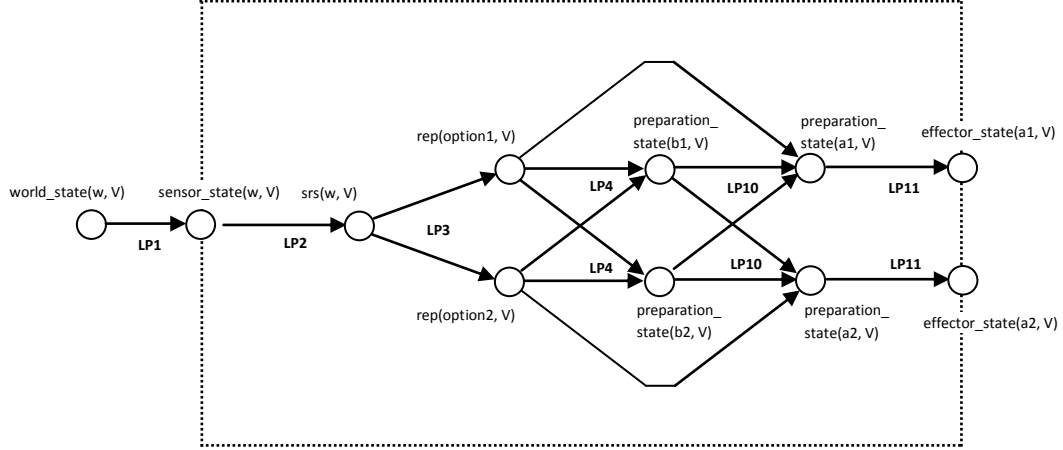 preparation_
state(b1, V)
preparation_
state(a1, V)
effector_state(a1, V)
rep(option1, V)
LP4
LP10
LP11
world_state(w, V)
sensor_state(w, V)
srs(w, V)
LP1
LP2
LP3
LP4
LP10
LP11
rep(option2, V)
preparation_
state(b2, V)
preparation_
state(a2, V)
effector_state(a2, V)